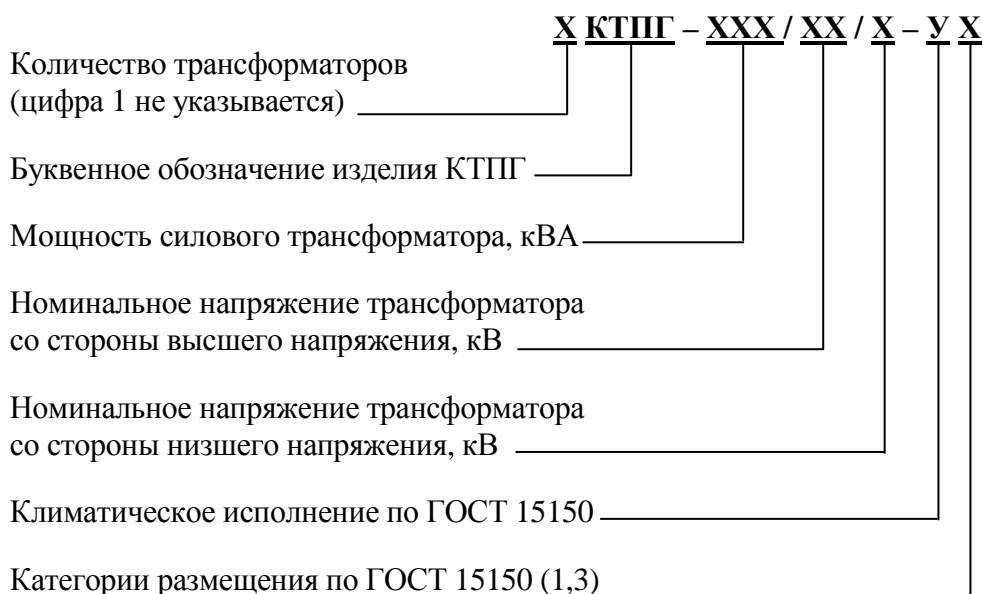 Х КТПГ – ХХХ / ХХ / Х – У Х
Количество трансформаторов
(цифра 1 не указывается)
Буквенное обозначение изделия КТПГ
Мощность силового трансформатора, кВА
Номинальное напряжение трансформатора
со стороны высшего напряжения, кВ
Номинальное напряжение трансформатора
со стороны низшего напряжения, кВ
Климатическое исполнение по ГОСТ 15150
Категории размещения по ГОСТ 15150 (1,3)